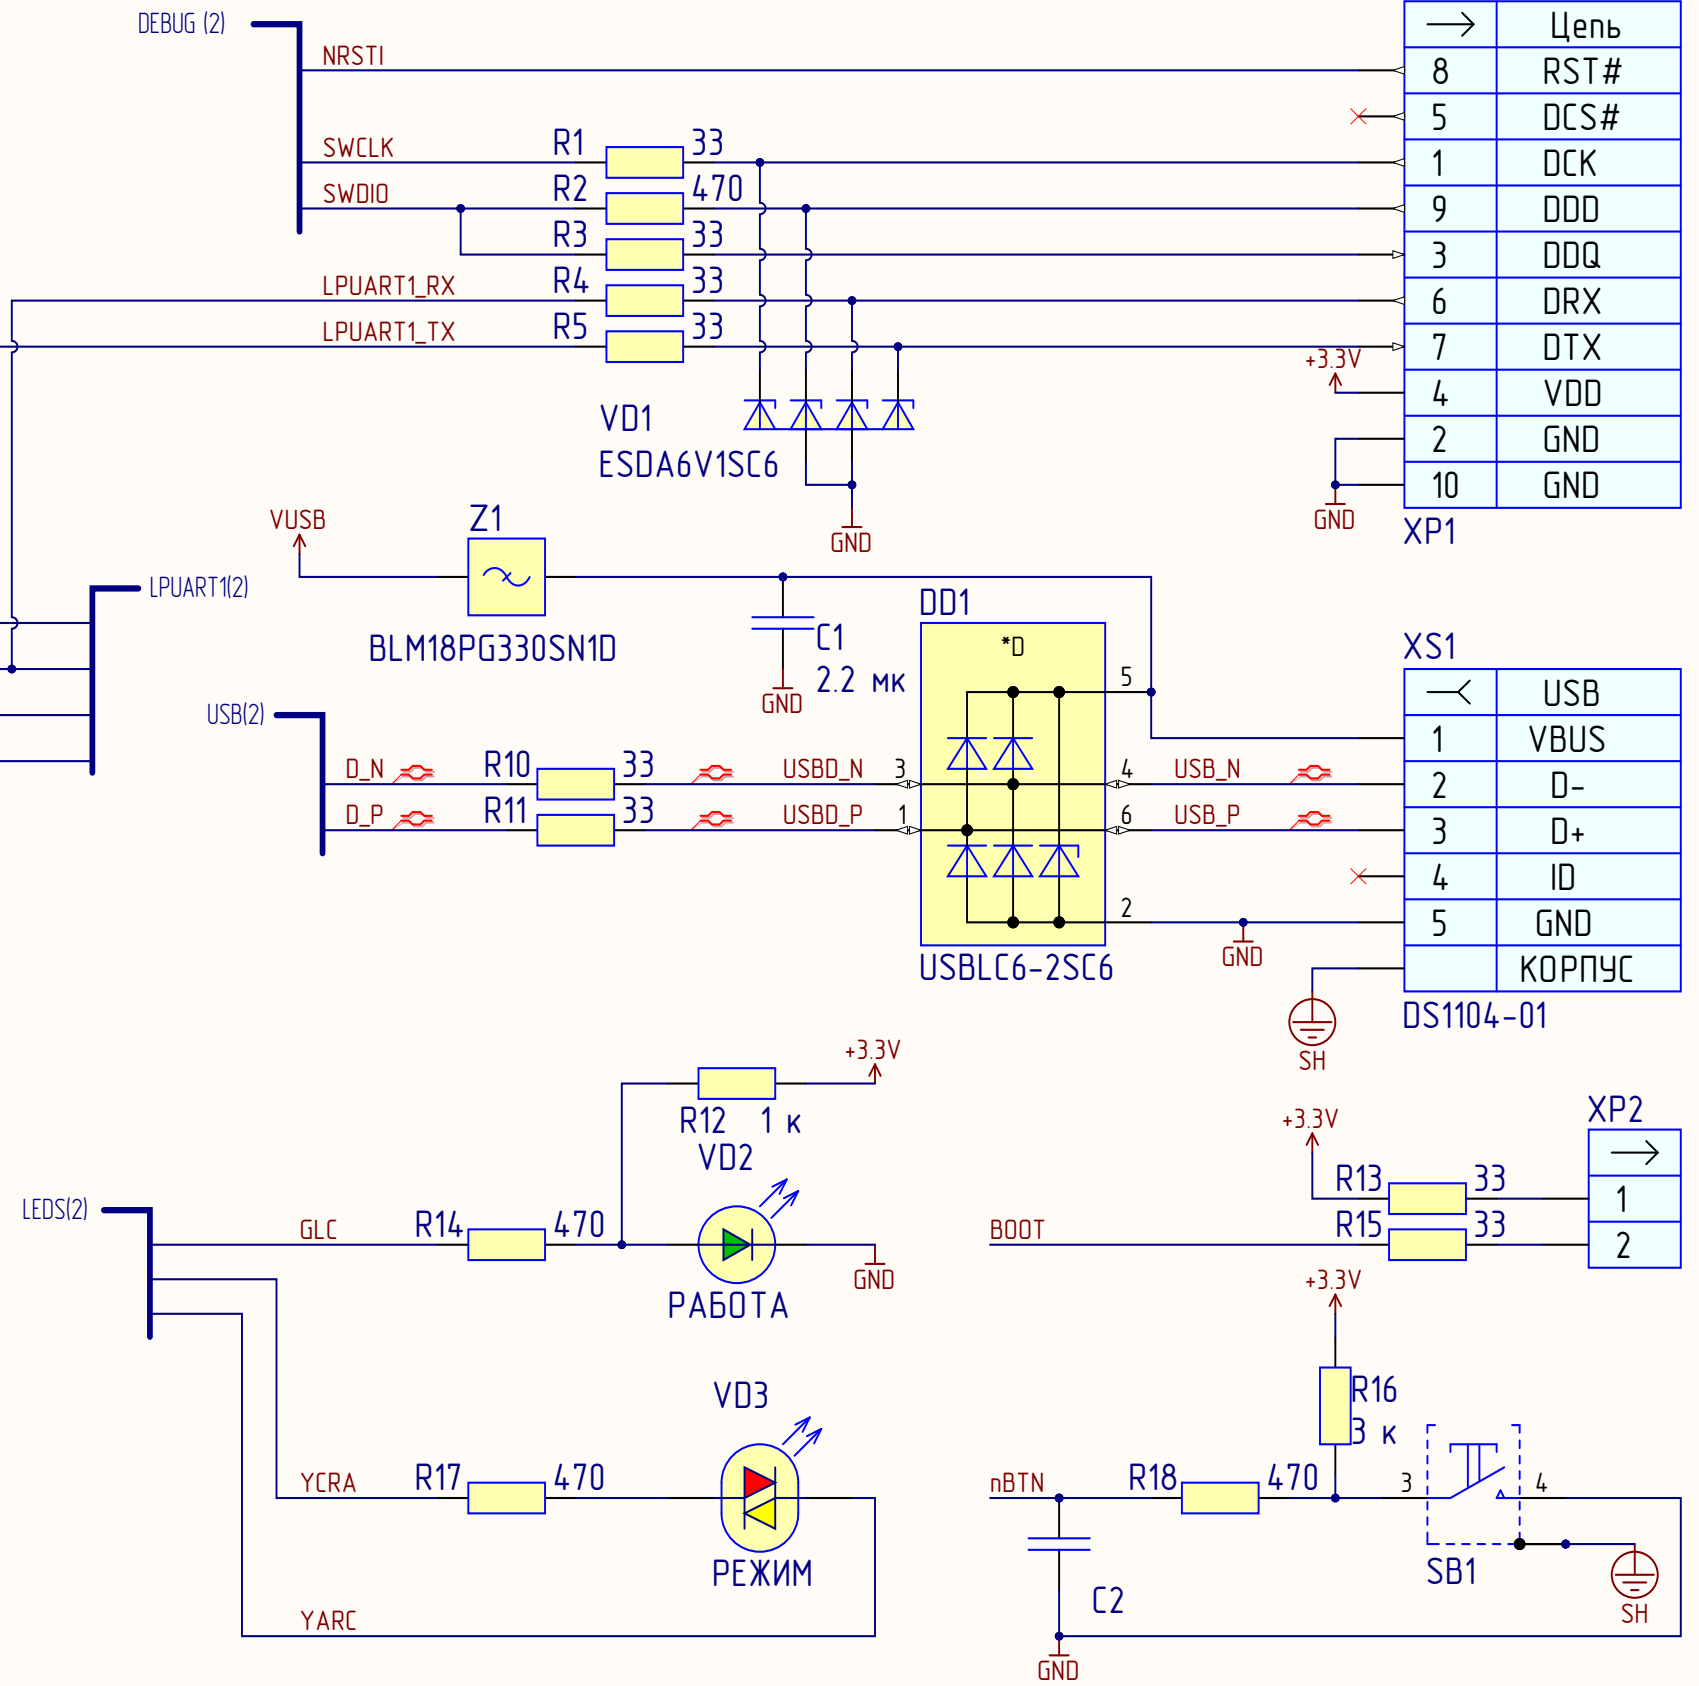 DEBUG (2)
NRSTI
SWCLK
R1
33
SWDIO
R2
470
R3
33
LPUART1_RX
R4
33
LPUART1_TX
R5
33
VD1
ESDA6V1SC6
GND
+3.3V
GND
Цепь
8 RST#
5 DCS#
1 DCK
9 DDD
3 DDQ
6 DRX
7 DTX
4 VDD
2 GND
10 GND
XP1
VUSB
Z1
BLM18PG330SN1D
LPUART1(2)
C1
2.2 мк
GND
DD1
*D
5
3
4
1
6
2
USBLC6-2SC6
USB(2)
D_N
R10
33
USBD_N
USB_N
D_P
R11
33
USBD_P
USB_P
GND
XS1
USB
1 VBUS
2 D-
3 D+
4 ID
5 GND
КОРПУС
DS1104-01
SH
+3.3V
R12 1 к
VD2
LEDS(2)
GLC
R14
470
GND
РАБОТА
XP2
+3.3V
R13
33
1
BOOT
R15
33
2
+3.3V
R16
3 к
VD3
YCRA
R17
470
РЕЖИМ
YARC
nBTN
R18
470
3
4
SB1
SH
C2
GND